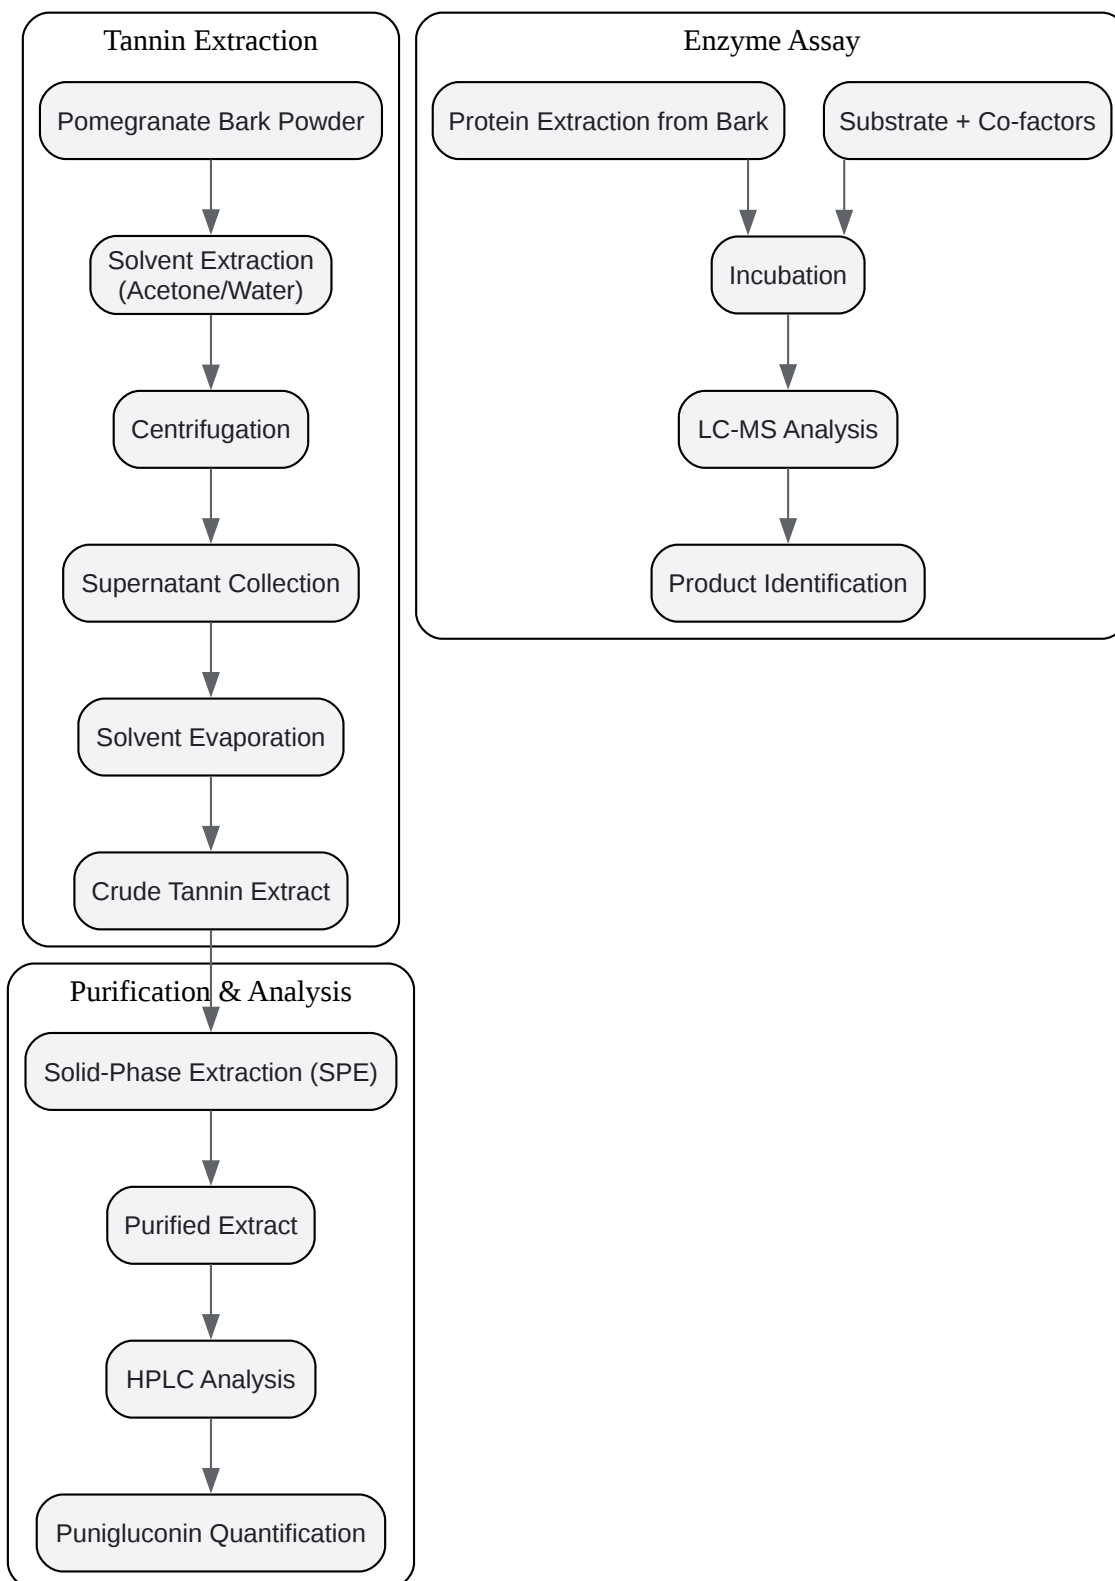 Tannin Extraction
Pomegranate Bark Powder
Solvent Extraction
(Acetone/Water)
Centrifugation
Supernatant Collection
Solvent Evaporation
Crude Tannin Extract
Purification & Analysis
Solid-Phase Extraction (SPE)
Purified Extract
HPLC Analysis
Punigluconin Quantification
Enzyme Assay
Protein Extraction from Bark
Substrate + Co-factors
Incubation
LC-MS Analysis
Product Identification